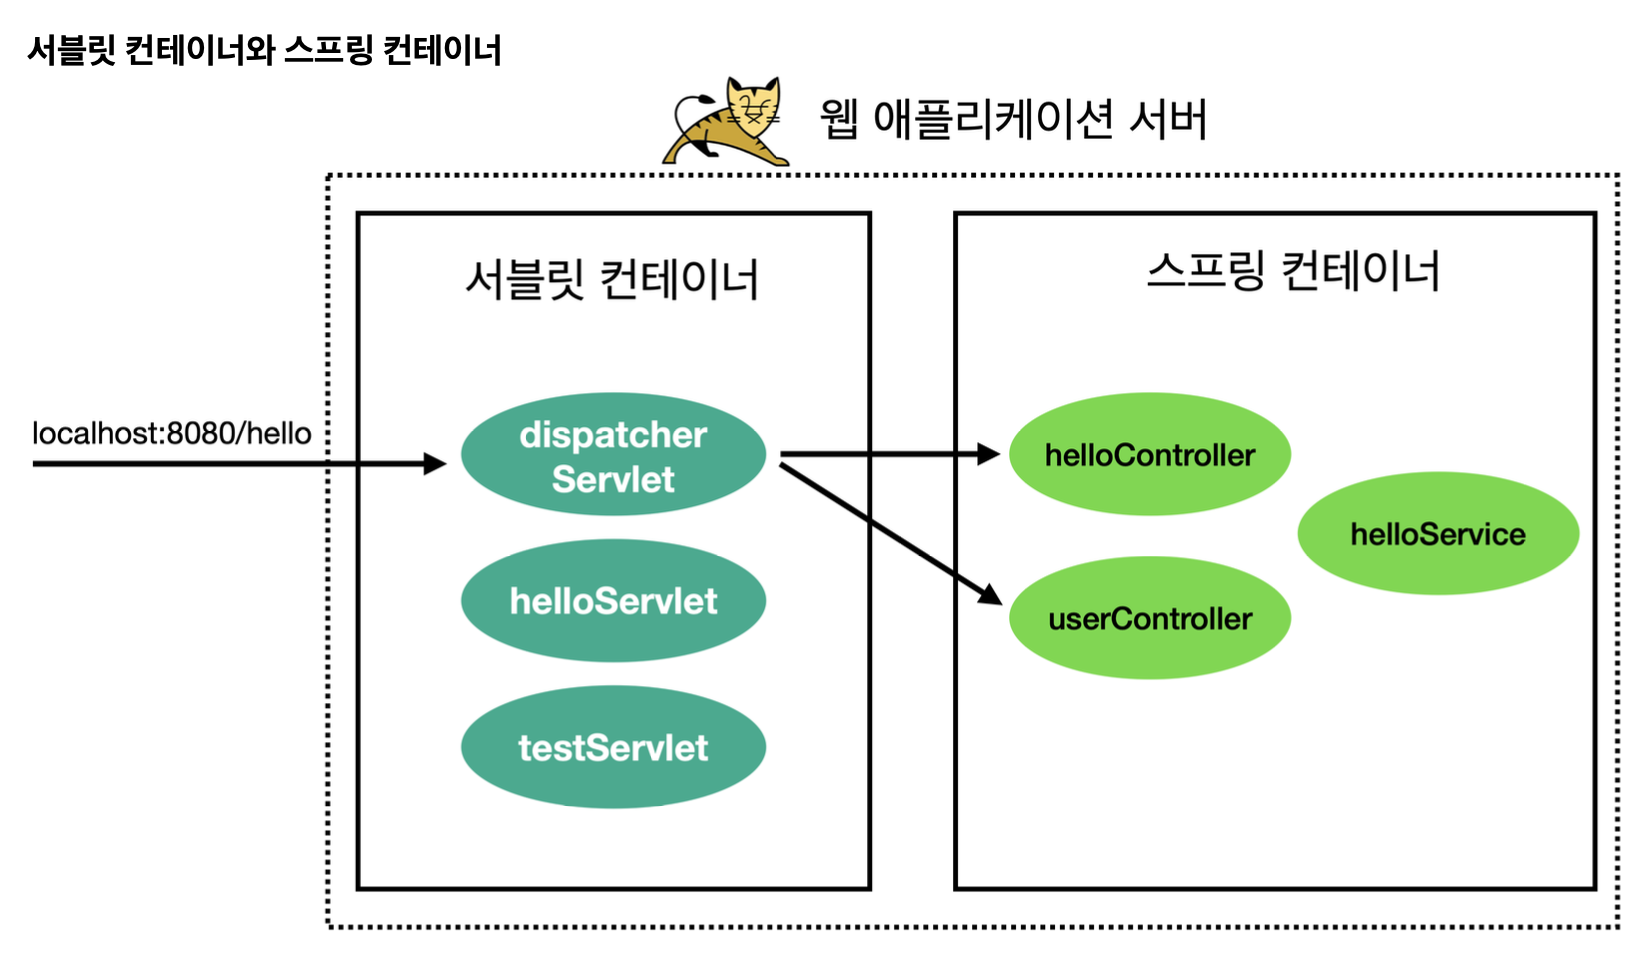 서블릿 컨테이너와 스프링 컨테이너
웹 애플리케이션 서버
서블릿 컨테이너
스프링 컨테이너
localhost:8080/hello
dispatcher
Servlet
helloServlet
testServlet
helloController
helloService
userController